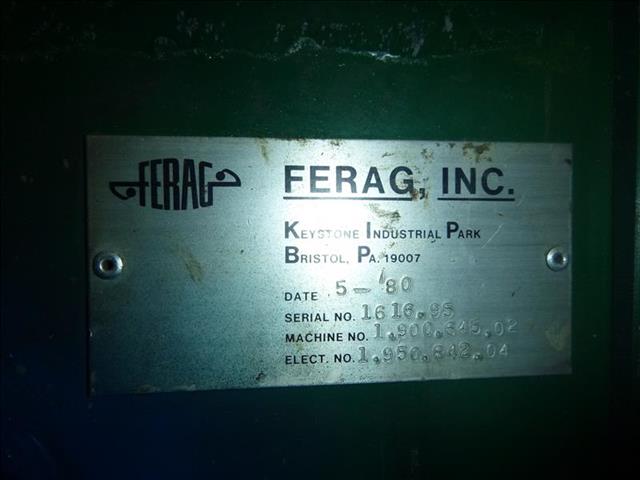 FERAG
FERAG, INC.
KEYSTONE INDUSTRIAL PARK
BRISTOL, PA. 19007
DATE 5-80
SERIAL NO. 1616.95
MACHINE NO. 1.900.845.02
ELECT. NO. 1.950.842.04